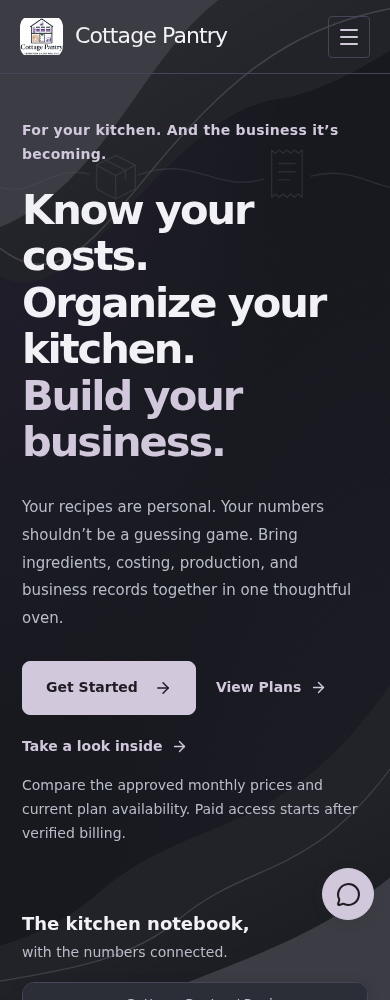 Cottage Pantry
Cottage Pantry
For your kitchen. And the business it’s
becoming.
Know your
costs.
Organize your
kitchen.
Build your
business.
Your recipes are personal. Your numbers
shouldn’t be a guessing game. Bring
ingredients, costing, production, and
business records together in one thoughtful
oven.
Get Started
View Plans
Take a look inside
Compare the approved monthly prices and
current plan availability. Paid access starts after
verified billing.
The kitchen notebook,
with the numbers connected.